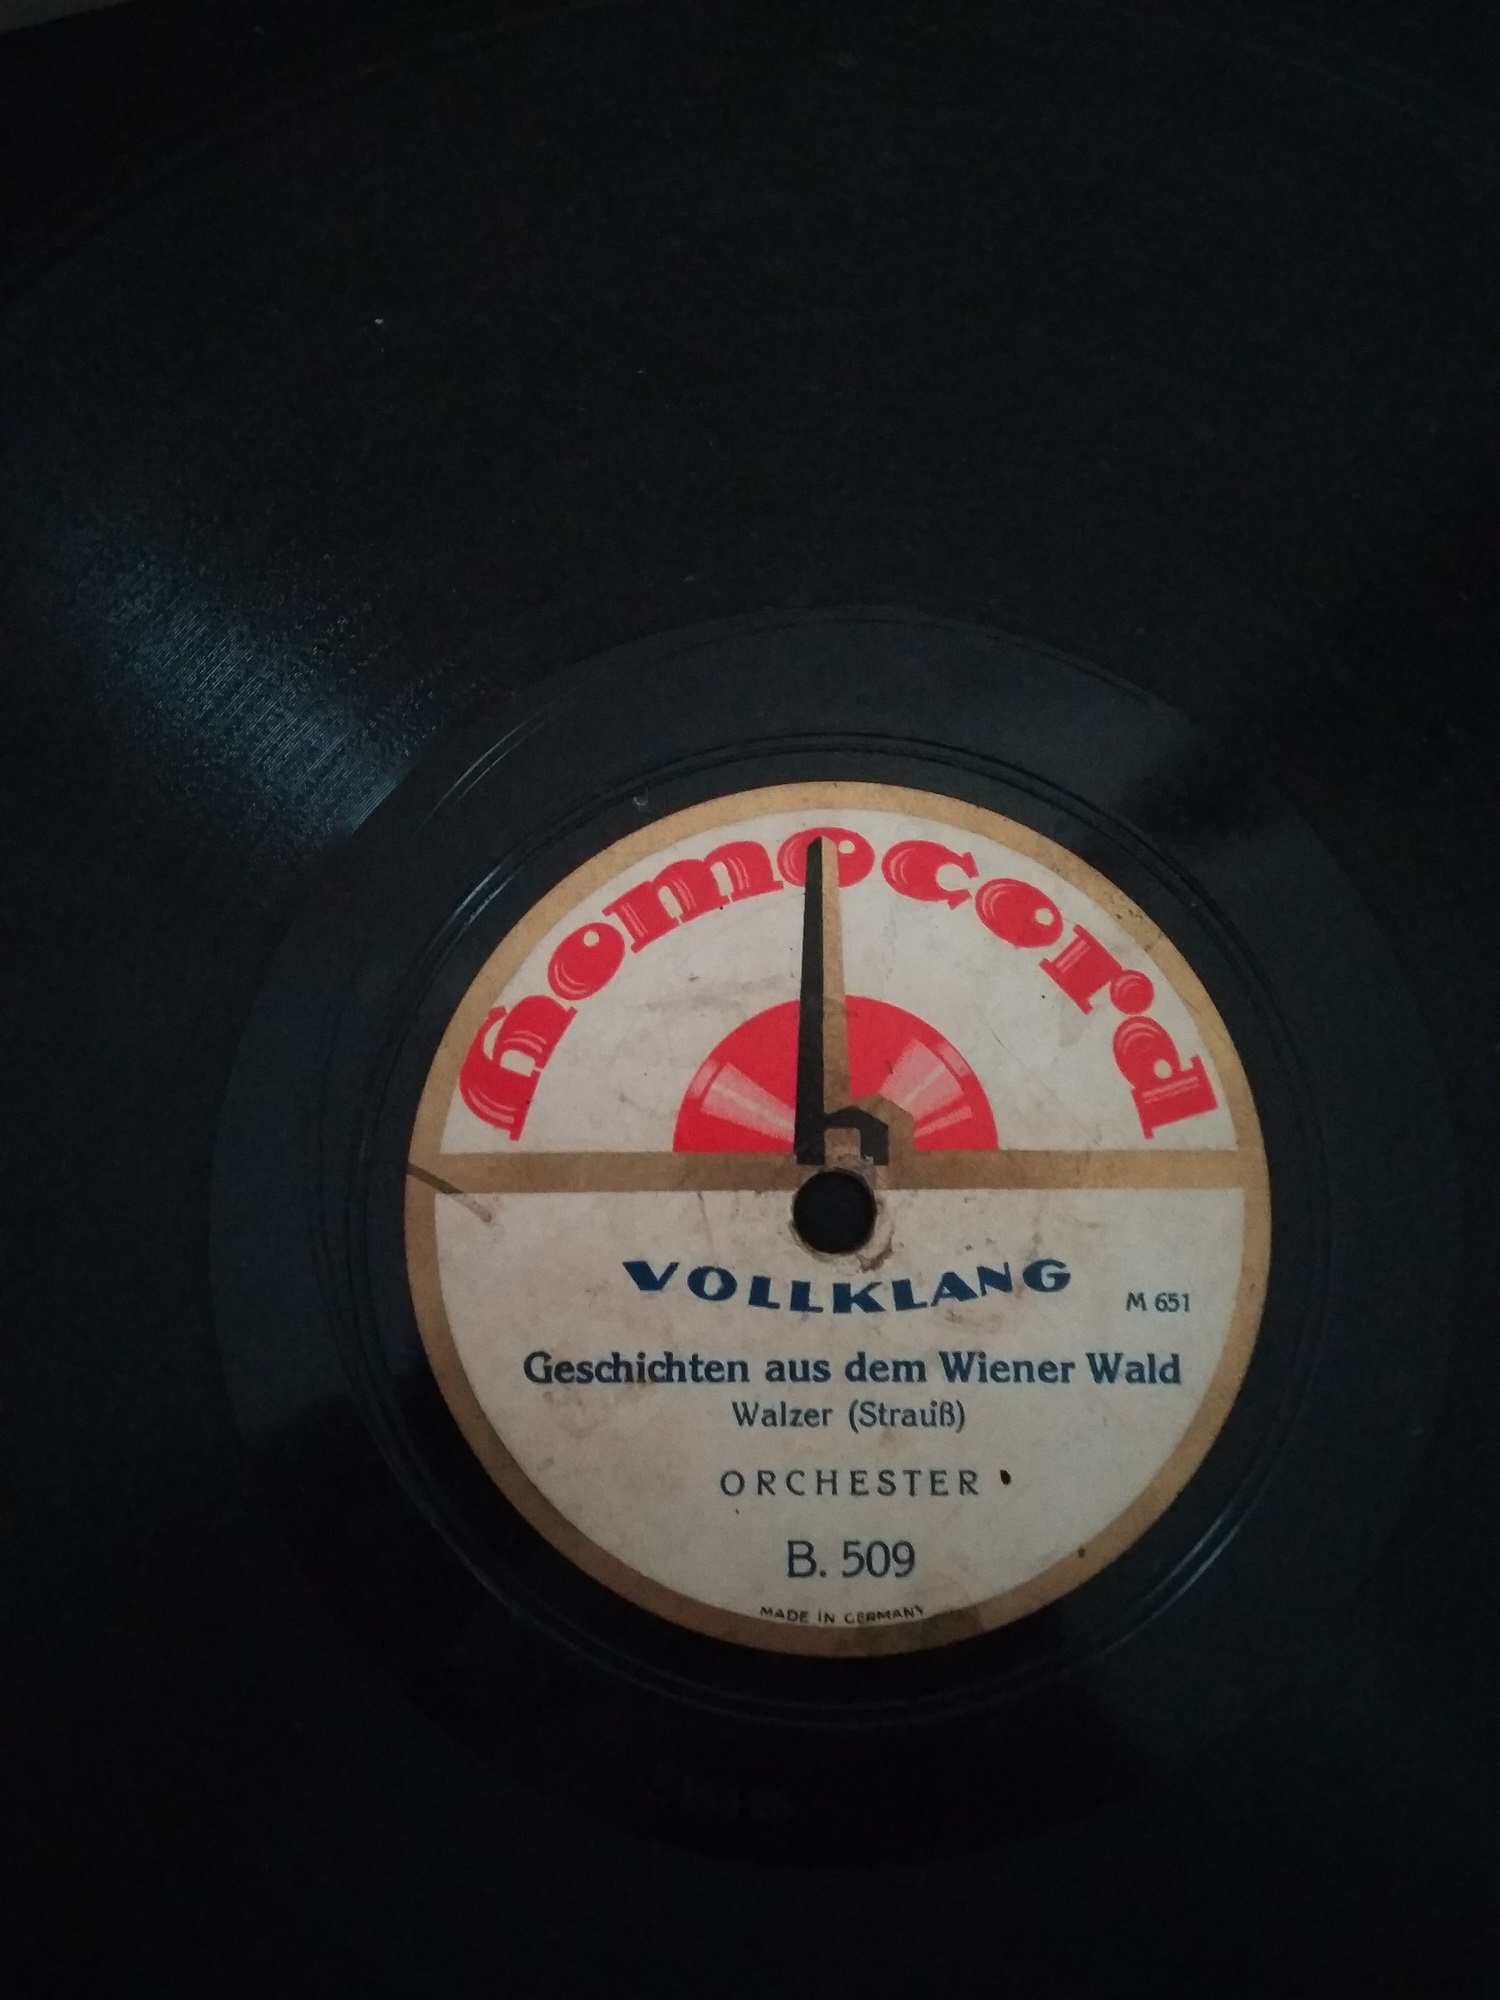 homocord
VOLLKLANG
M 651
Geschichten aus dem Wiener Wald
Walzer (Strauß)
ORCHESTER
B. 509
MADE IN GERMANY